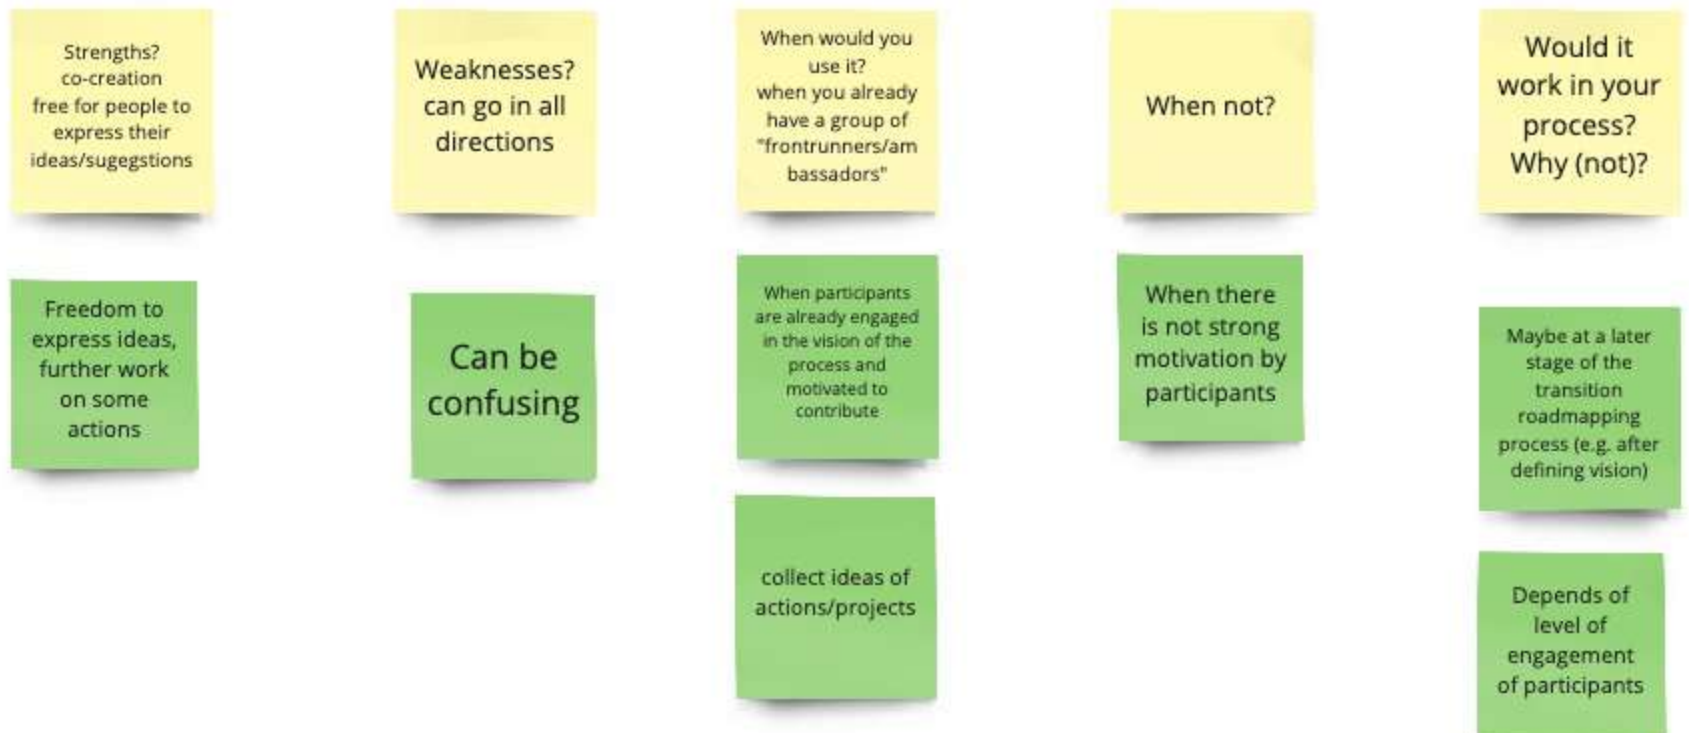 Strengths?
co-creation
free for people to
express their
ideas/sugegstions
Weaknesses?
can go in all
directions
When would you
use it?
when you already
have a group of
"frontrunners/am
bassadors"
When not?
Would it
work in your
process?
Why (not)?
Freedom to
express ideas,
further work
on some
actions
Can be
confusing
When participants
are already engaged
in the vision of the
process and
motivated to
contribute
When there
is not strong
motivation by
participants
Maybe at a later
stage of the
transition
roadmapping
process (e.g. after
defining vision)
collect ideas of
actions/projects
Depends of
level of
engagement
of participants